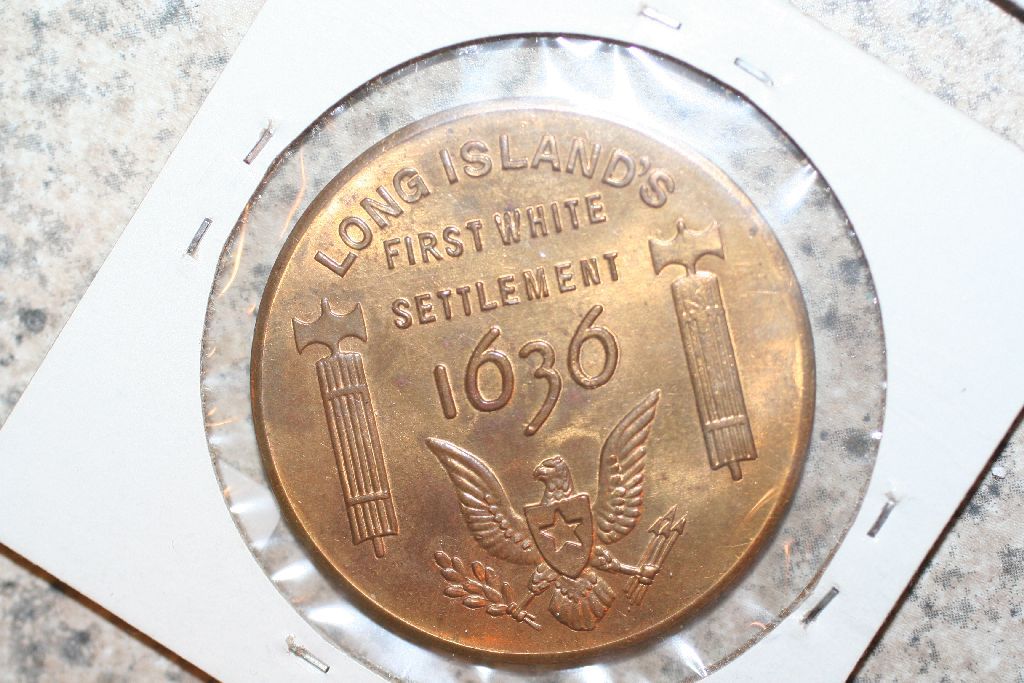 LONG ISLAND'S
FIRST WHITE
SETTLEMENT
1636